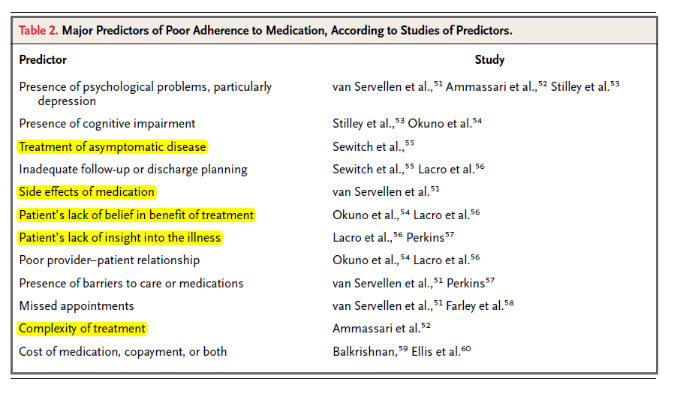 Table 2. Major Predictors of Poor Adherence to Medication, According to Studies of Predictors.
Predictor Study
Presence of psychological problems, particularly depression van Servellen et al.,⁵¹ Ammassari et al.,⁵² Stilley et al.⁵³
Presence of cognitive impairment Stilley et al.,⁵³ Okuno et al.⁵⁴
Treatment of asymptomatic disease Sewitch et al.,⁵⁵
Inadequate follow-up or discharge planning Sewitch et al.,⁵⁵ Lacro et al.⁵⁶
Side effects of medication van Servellen et al.⁵¹
Patient's lack of belief in benefit of treatment Okuno et al.,⁵⁴ Lacro et al.⁵⁶
Patient's lack of insight into the illness Lacro et al.,⁵⁶ Perkins⁵⁷
Poor provider–patient relationship Okuno et al.,⁵⁴ Lacro et al.⁵⁶
Presence of barriers to care or medications van Servellen et al.,⁵¹ Perkins⁵⁷
Missed appointments van Servellen et al.,⁵¹ Farley et al.⁵⁸
Complexity of treatment Ammassari et al.⁵²
Cost of medication, copayment, or both Balkrishnan,⁵⁹ Ellis et al.⁶⁰